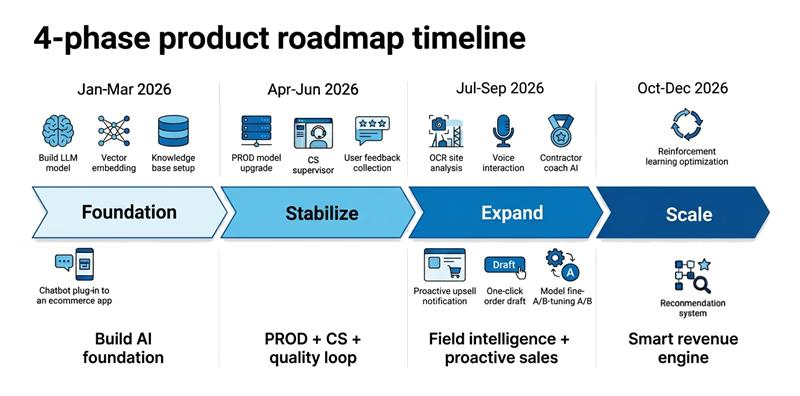 4-phase product roadmap timeline
Jan-Mar 2026
Apr-Jun 2026
Jul-Sep 2026
Oct-Dec 2026
Build LLM
model
Vector
embedding
Knowledge
base setup
PROD model
upgrade
CS
supervisor
User feedback
collection
OCR site
analysis
Voice
interaction
Contractor
coach AI
Reinforcement
learning optimization
Foundation
Stabilize
Expand
Scale
Chatbot plug-in to
an ecommerce app
Proactive upsell
notification
Draft
One-click
order draft
A
Model fine-
A/B-tuning A/B
Recommendation
system
Build AI
foundation
PROD + CS +
quality loop
Field intelligence +
proactive sales
Smart revenue
engine